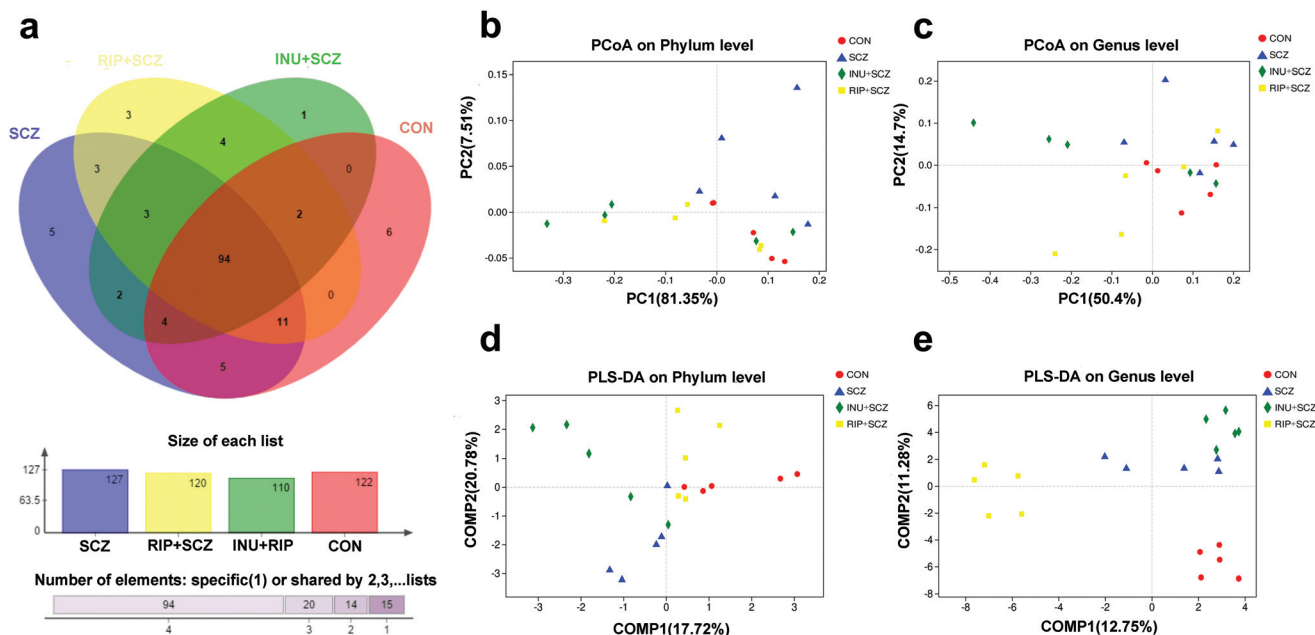 a
RIP+SCZ
INU+SCZ
SCZ
CON
3
1
4
3
0
5
3
2
6
94
2
0
4
11
5
Size of each list
127
63.5
0
127
120
110
122
SCZ
RIP+SCZ
INU+RIP
CON
Number of elements: specific(1) or shared by 2,3,...lists
94
20
14
15
4
3
2
1
b
PCoA on Phylum level
CON
SCZ
INU+SCZ
RIP+SCZ
PC2(7.51%)
0.15
0.10
0.05
0.00
-0.05
-0.3
-0.2
-0.1
-0.0
0.1
0.2
PC1(81.35%)
c
PCoA on Genus level
CON
SCZ
INU+SCZ
RIP+SCZ
PC2(14.7%)
0.2
0.1
0.0
-0.1
-0.2
-0.5
-0.4
-0.3
-0.2
-0.1
0.0
0.1
0.2
PC1(50.4%)
d
PLS-DA on Phylum level
CON
SCZ
INU+SCZ
RIP+SCZ
COMP2(20.78%)
3
2
1
0
-1
-2
-3
-3
-2
-1
0
1
2
3
COMP1(17.72%)
e
PLS-DA on Genus level
CON
SCZ
INU+SCZ
RIP+SCZ
COMP2(11.28%)
6
4
2
0
-2
-4
-6
-8
-8
-6
-4
-2
0
2
4
COMP1(12.75%)